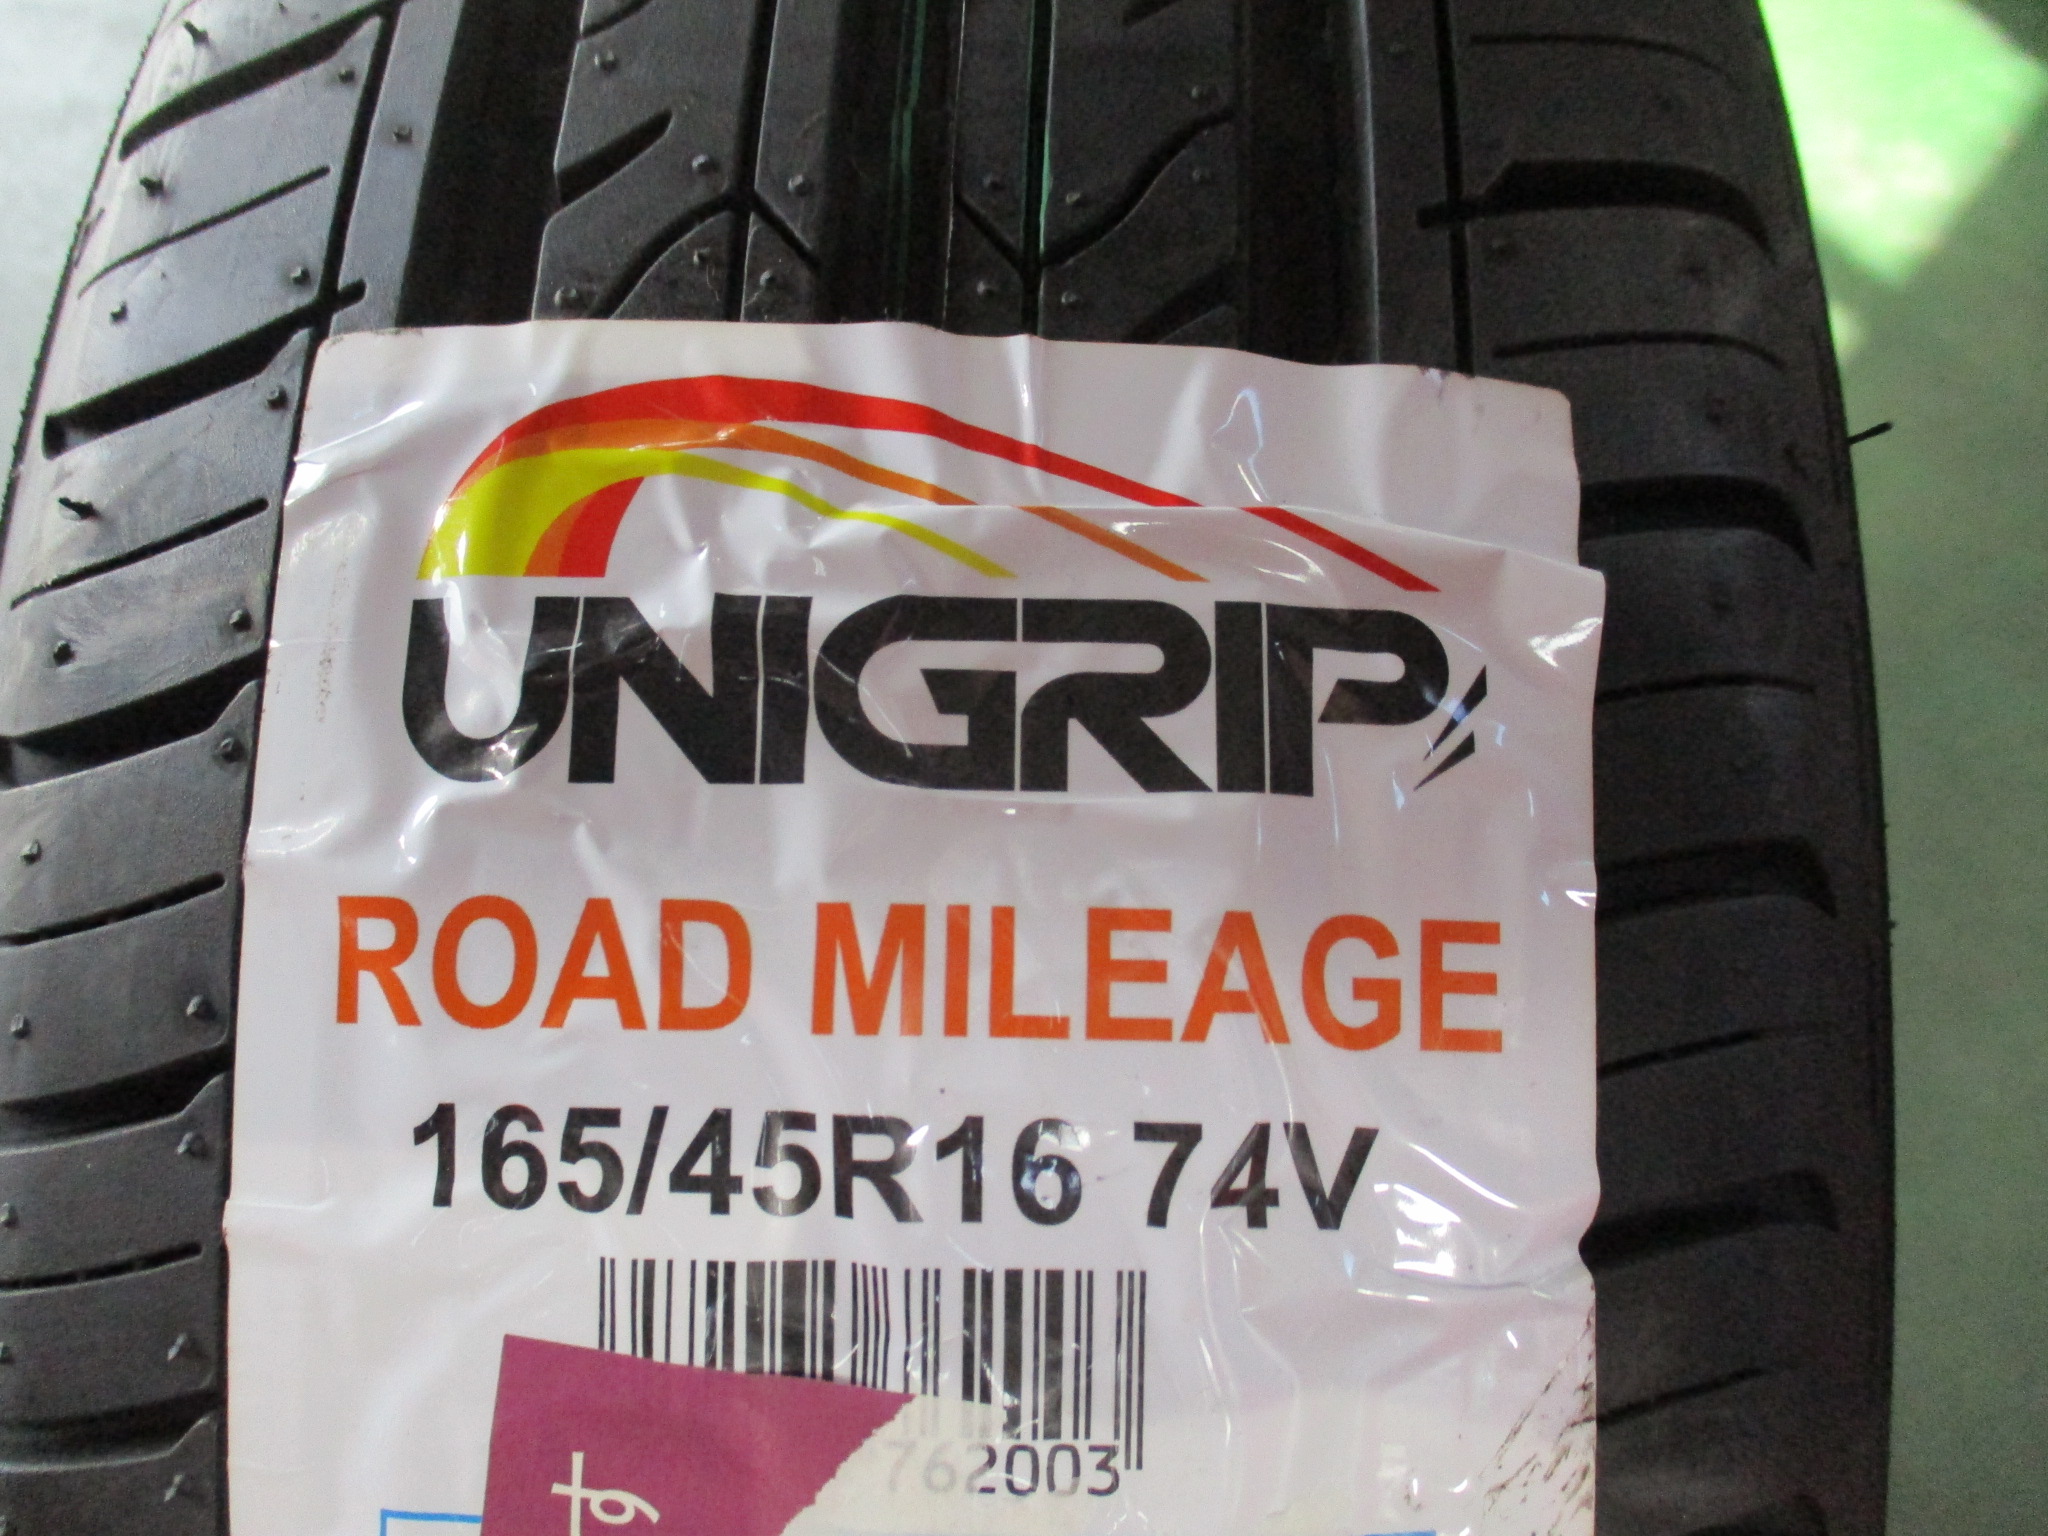 UNIGRIP
ROAD MILEAGE
165/45R16 74V
762003